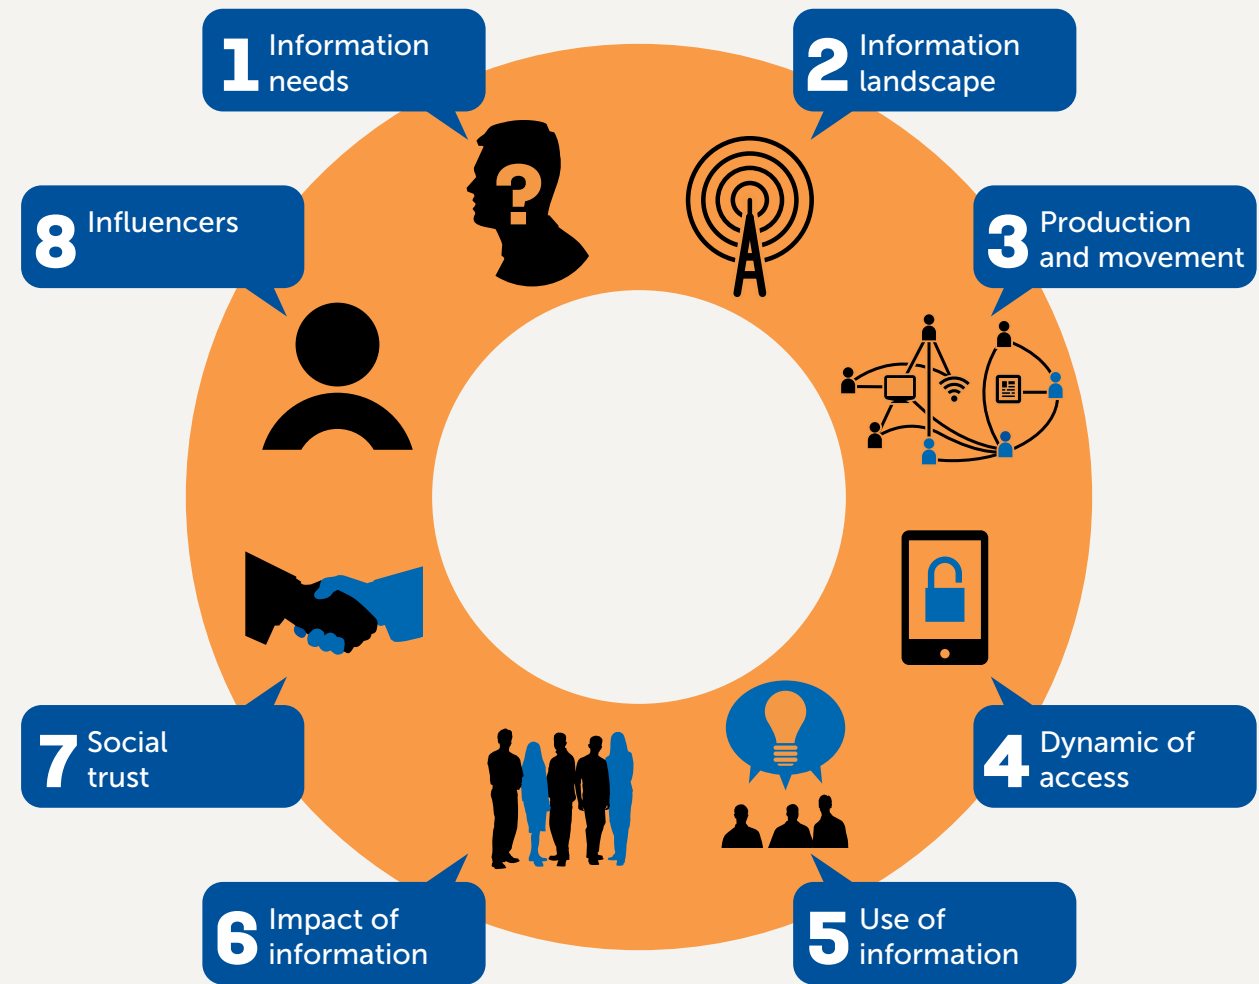 1 Information
needs
2 Information
landscape
3 Production
and movement
4 Dynamic of
access
5 Use of
information
6 Impact of
information
7 Social
trust
8 Influencers
?